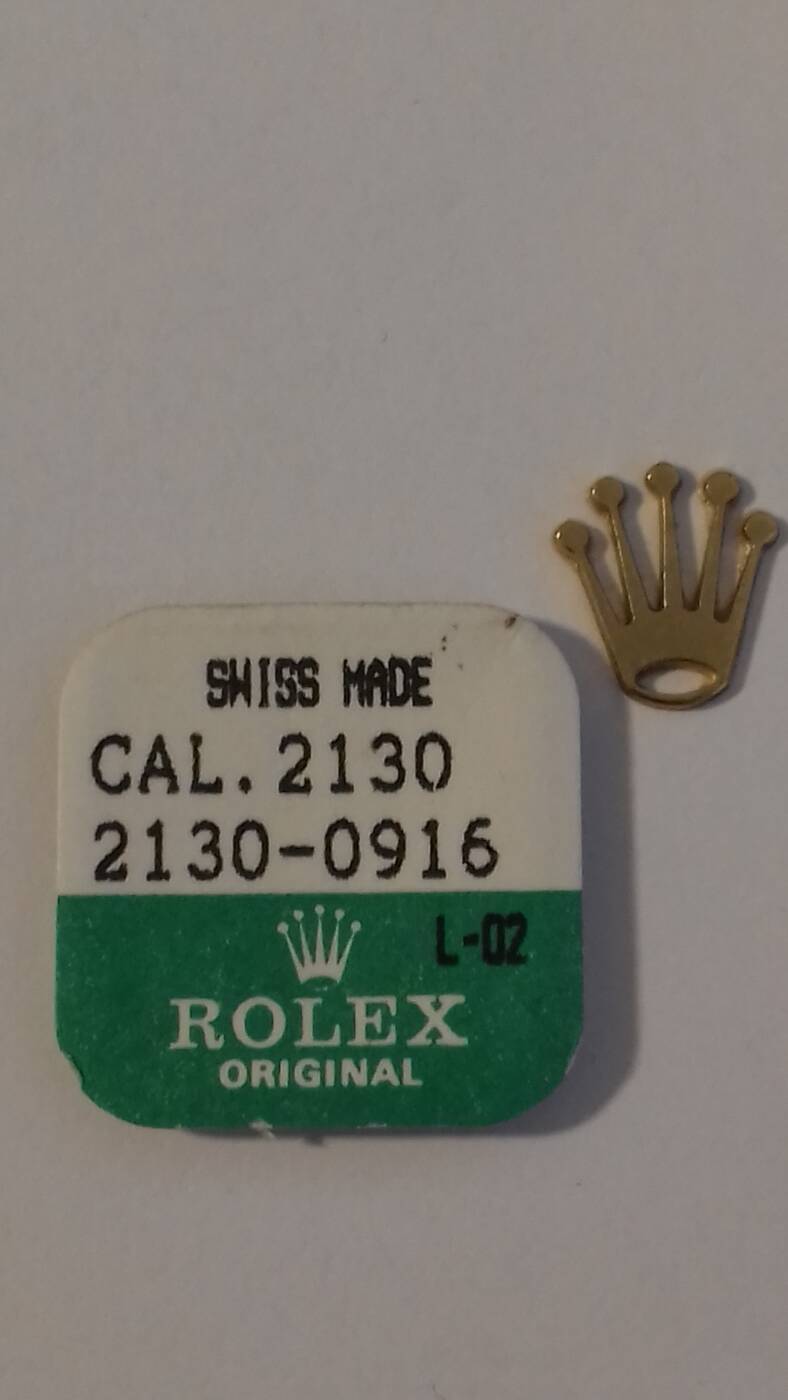 SWISS MADE
CAL.2130
2130-0916
L-02
ROLEX
ORIGINAL